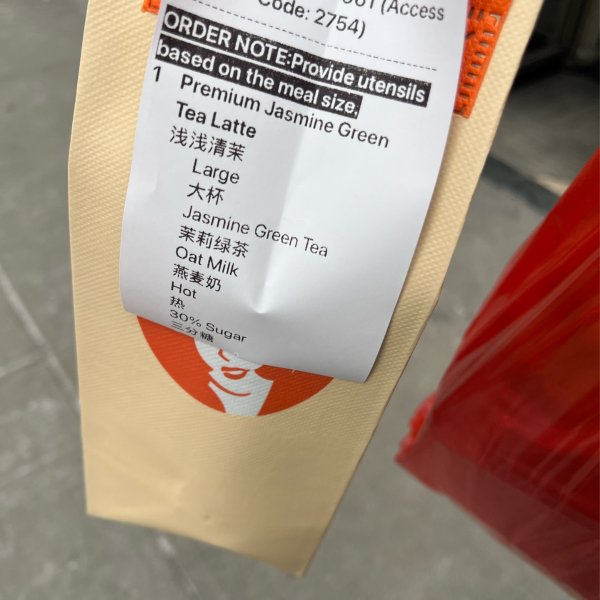 (Access
Code: 2754)
ORDER NOTE:Provide utensils
based on the meal size,
1 Premium Jasmine Green
Tea Latte
浅浅清茉
Large
大杯
Jasmine Green Tea
茉莉绿茶
Oat Milk
燕麦奶
Hot
热
30% Sugar
三分糖